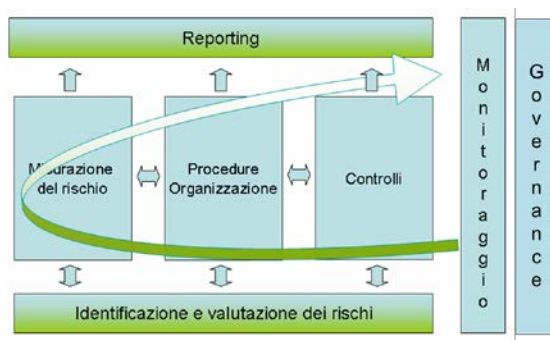 Reporting
Misurazione
del rischio
Procedure
Organizzazione
Controlli
Identificazione e valutazione dei rischi
Monitoraggio
Governance